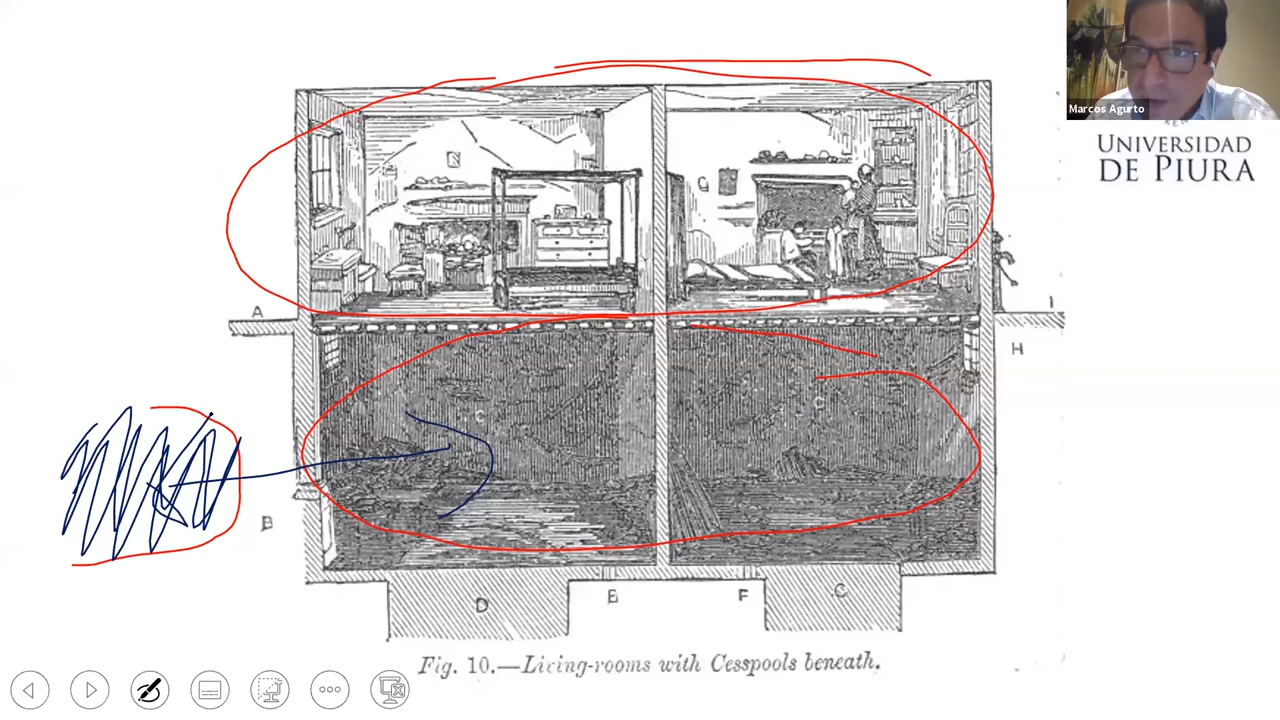 Marcos Agurto
UNIVERSIDAD
DE PIURA
A
C
C
H
B
D
B
F
G
Fig. 10.—Living-rooms with Cesspools beneath.